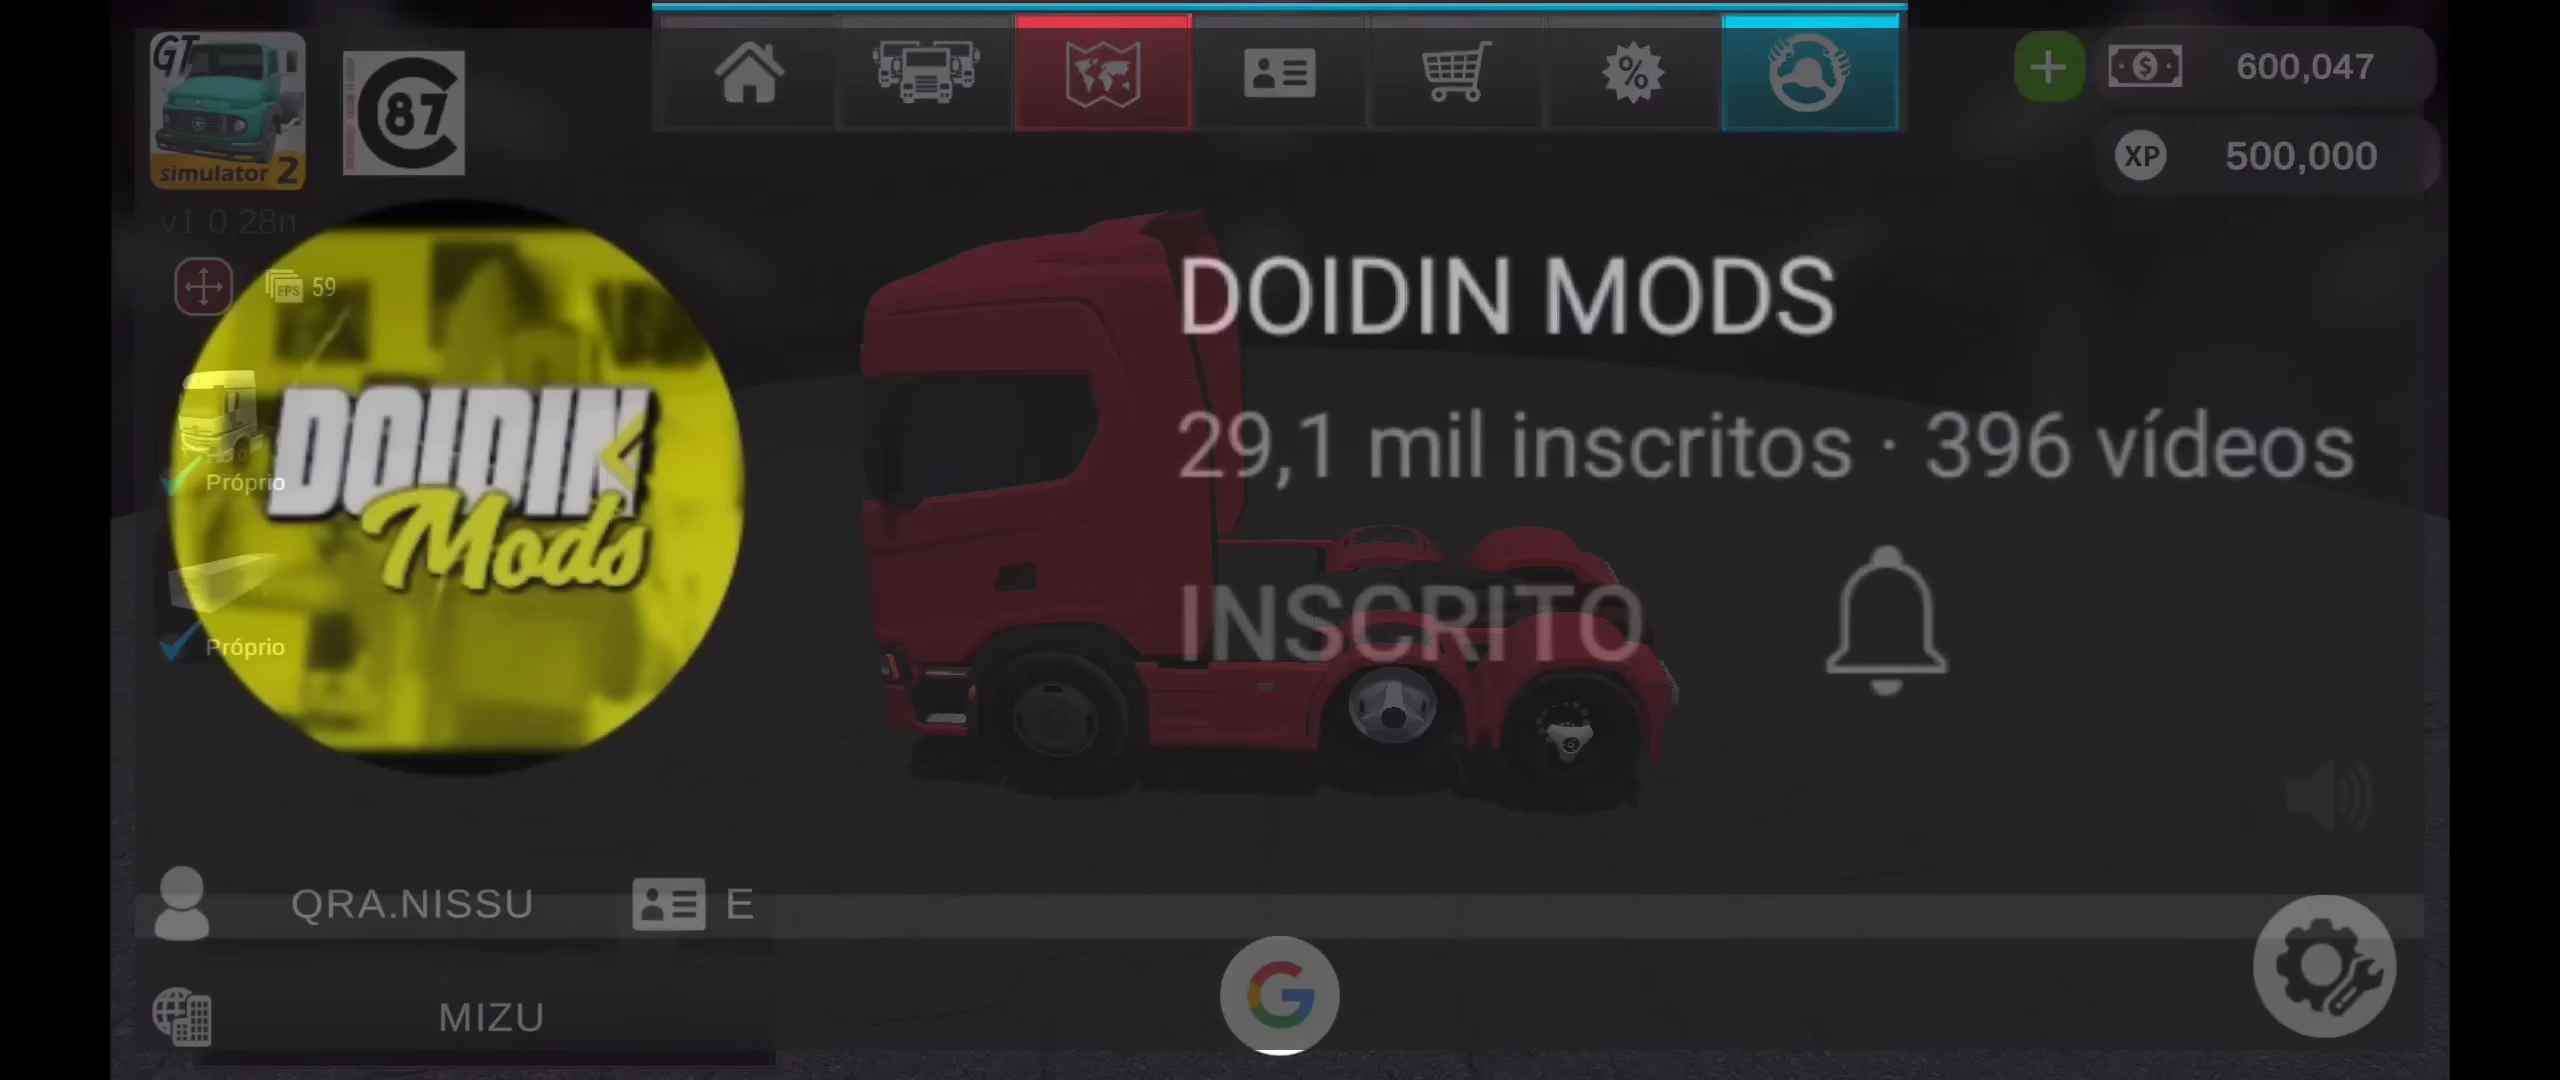 GT
simulator 2
C 87
v1.0.28n
FPS 59
%
$ 600,047
XP 500,000
DOIDIN MODS
29,1 mil inscritos · 396 vídeos
INSCRITO
DOIDIN
Mods
Próprio
Próprio
QRA.NISSU
E
MIZU
G